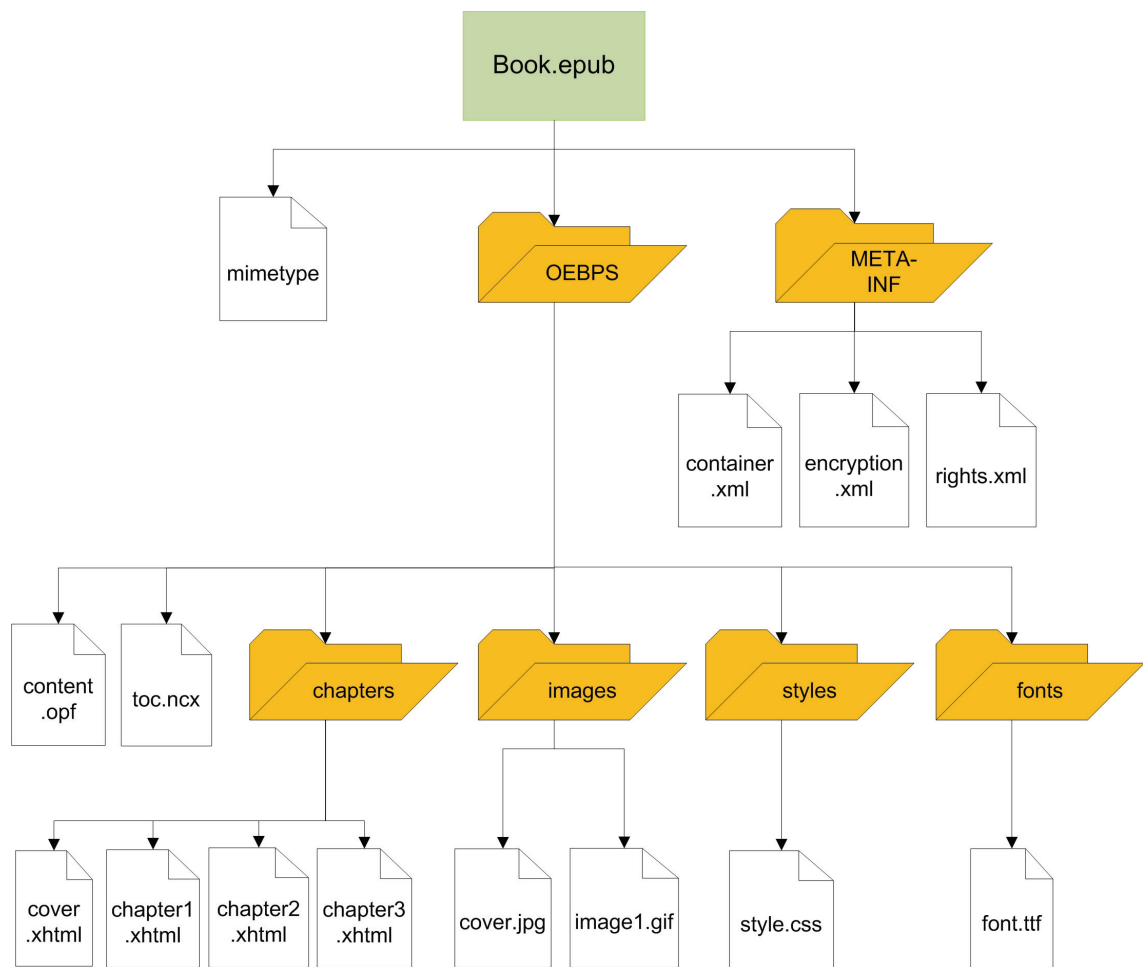 Book.epub
mimetype
OEBPS
META-
INF
container
.xml
encryption
.xml
rights.xml
content
.opf
toc.ncx
chapters
images
styles
fonts
cover
.xhtml
chapter1
.xhtml
chapter2
.xhtml
chapter3
.xhtml
cover.jpg
image1.gif
style.css
font.ttf